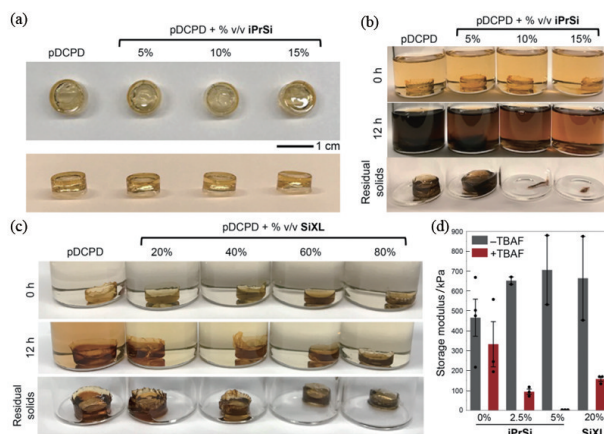 (a)
pDCPD + % v/v iPrSi
pDCPD 5% 10% 15%
1 cm
(b)
pDCPD + % v/v iPrSi
pDCPD 5% 10% 15%
0 h
12 h
Residual solids
(c)
pDCPD + % v/v SiXL
pDCPD 20% 40% 60% 80%
0 h
12 h
Residual solids
(d)
Storage modulus/kPa
900
800
700
600
500
400
300
200
100
0
–TBAF
+TBAF
0% 2.5% 5% 20%
iPrSi SiXL